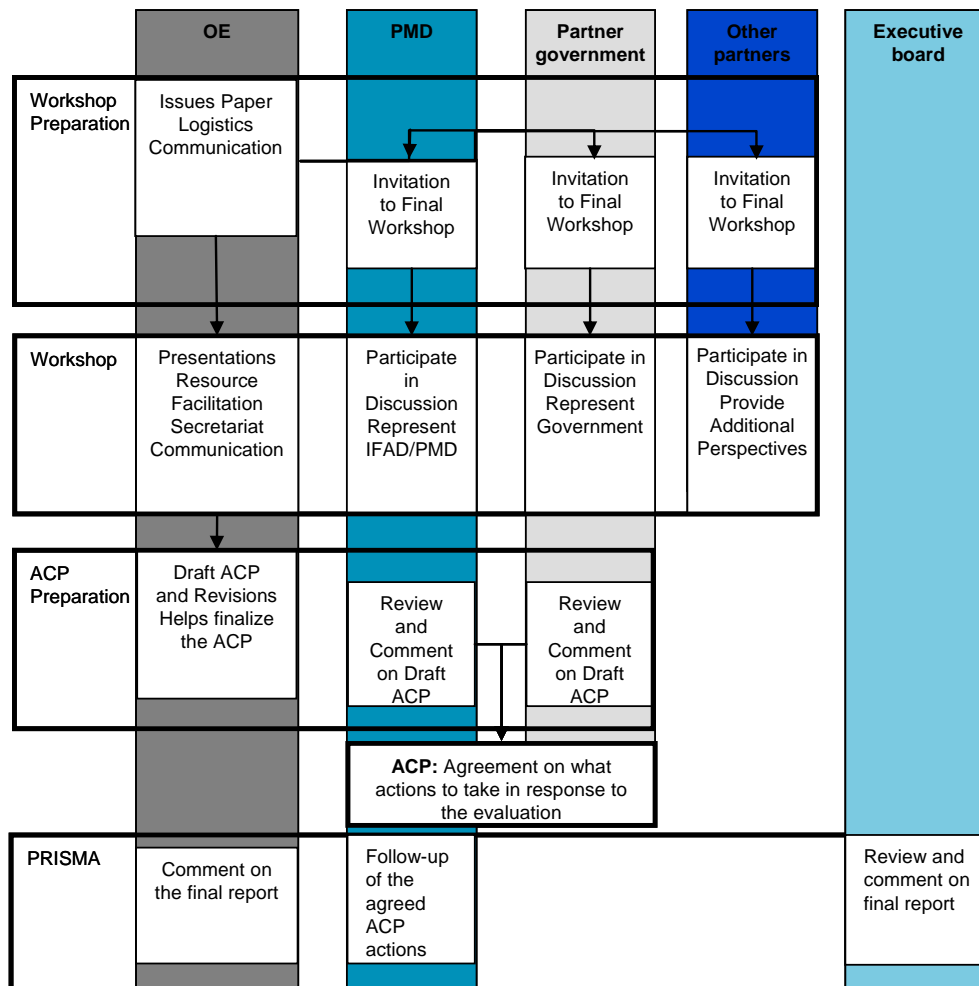 OE
PMD
Partner
government
Other
partners
Executive
board
Workshop
Preparation
Issues Paper
Logistics
Communication
Invitation
to Final
Workshop
Invitation
to Final
Workshop
Invitation
to Final
Workshop
Workshop
Presentations
Resource
Facilitation
Secretariat
Communication
Participate
in
Discussion
Represent
IFAD/PMD
Participate in
Discussion
Represent
Government
Participate in
Discussion
Provide
Additional
Perspectives
ACP
Preparation
Draft ACP
and Revisions
Helps finalize
the ACP
Review
and
Comment
on Draft
ACP
Review
and
Comment
on Draft
ACP
ACP: Agreement on what
actions to take in response to
the evaluation
PRISMA
Comment on
the final report
Follow-up
of the
agreed
ACP
actions
Review and
comment on
final report